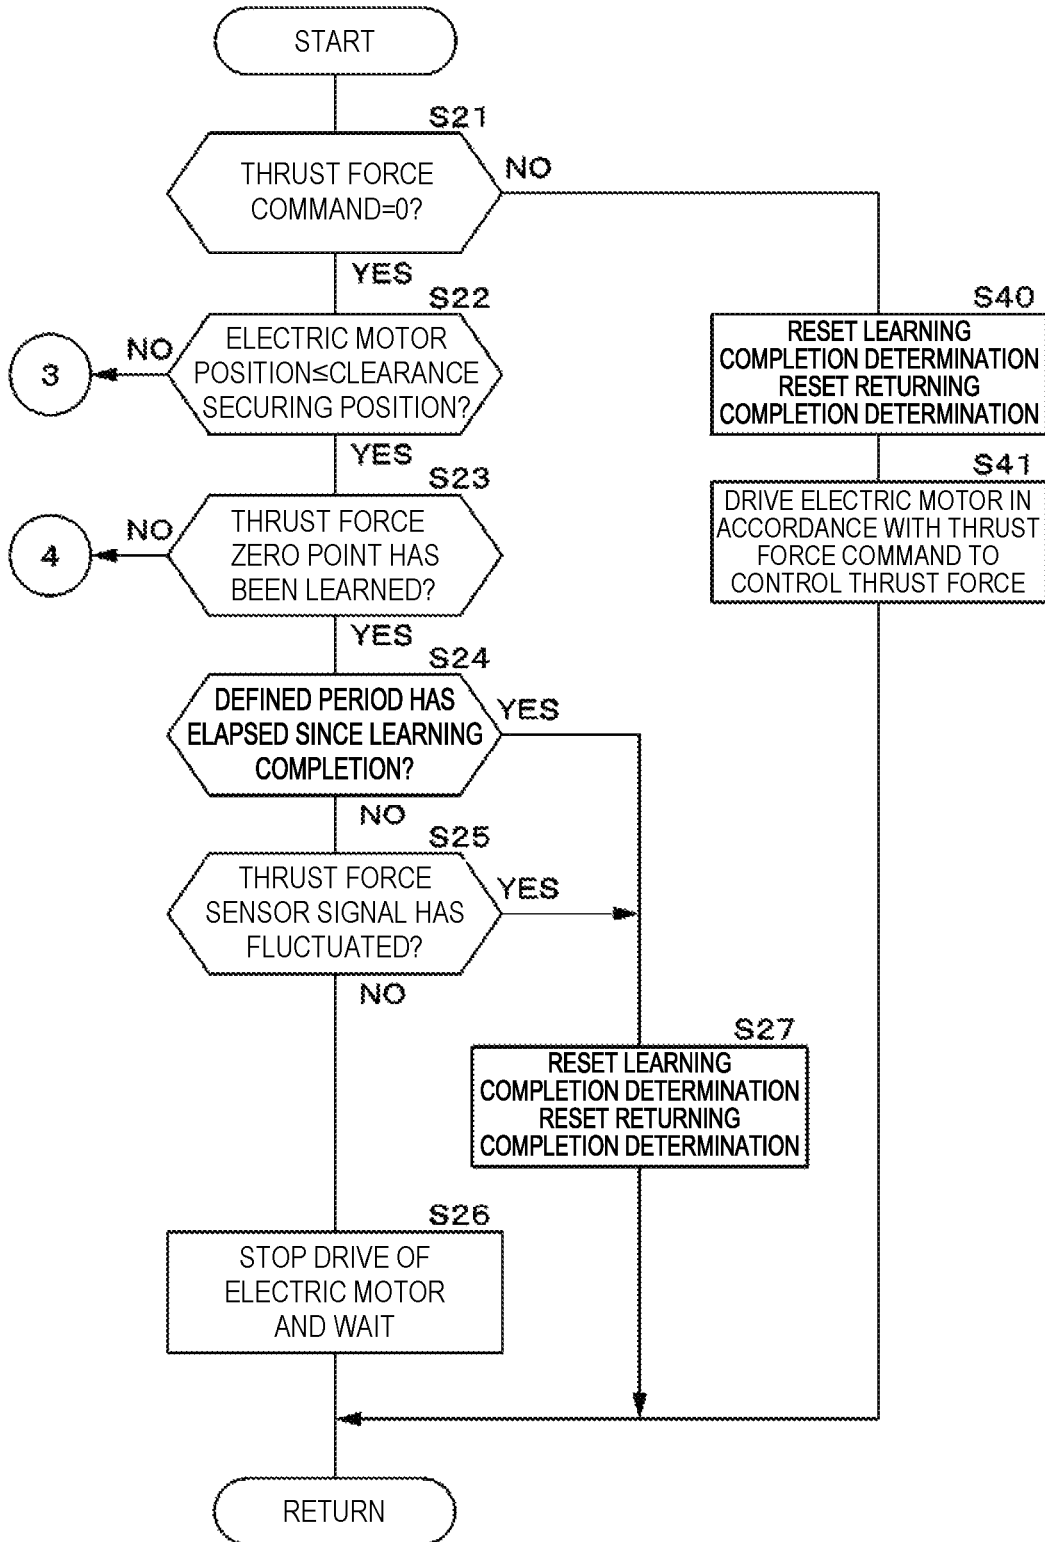 START
S21
THRUST FORCE
COMMAND=0?
NO
YES
S22
ELECTRIC MOTOR
POSITION≤CLEARANCE
SECURING POSITION?
NO
3
YES
S40
RESET LEARNING
COMPLETION DETERMINATION
RESET RETURNING
COMPLETION DETERMINATION
S41
DRIVE ELECTRIC MOTOR IN
ACCORDANCE WITH THRUST
FORCE COMMAND TO
CONTROL THRUST FORCE
S23
THRUST FORCE
ZERO POINT HAS
BEEN LEARNED?
NO
4
YES
S24
DEFINED PERIOD HAS
ELAPSED SINCE LEARNING
COMPLETION?
YES
NO
S25
THRUST FORCE
SENSOR SIGNAL HAS
FLUCTUATED?
YES
NO
S27
RESET LEARNING
COMPLETION DETERMINATION
RESET RETURNING
COMPLETION DETERMINATION
S26
STOP DRIVE OF
ELECTRIC MOTOR
AND WAIT
RETURN